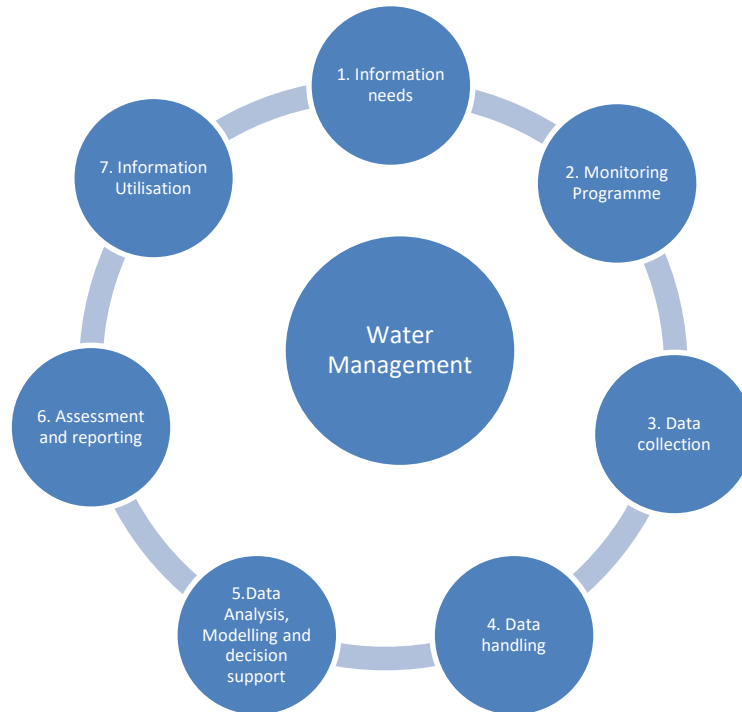 1. Information
needs
2. Monitoring
Programme
3. Data
collection
4. Data
handling
5.Data
Analysis,
Modelling and
decision
support
6. Assessment
and reporting
7. Information
Utilisation
Water
Management